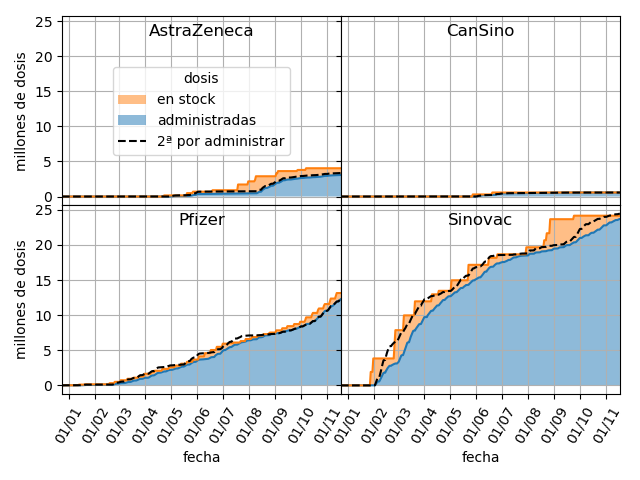 AstraZeneca
CanSino
25
20
15
10
5
0
millones de dosis
dosis
en stock
administradas
2ª por administrar
Pfizer
Sinovac
25
20
15
10
5
0
millones de dosis
01/01 01/02 01/03 01/04 01/05 01/06 01/07 01/08 01/09 01/10 01/11
01/01 01/02 01/03 01/04 01/05 01/06 01/07 01/08 01/09 01/10 01/11
fecha
fecha